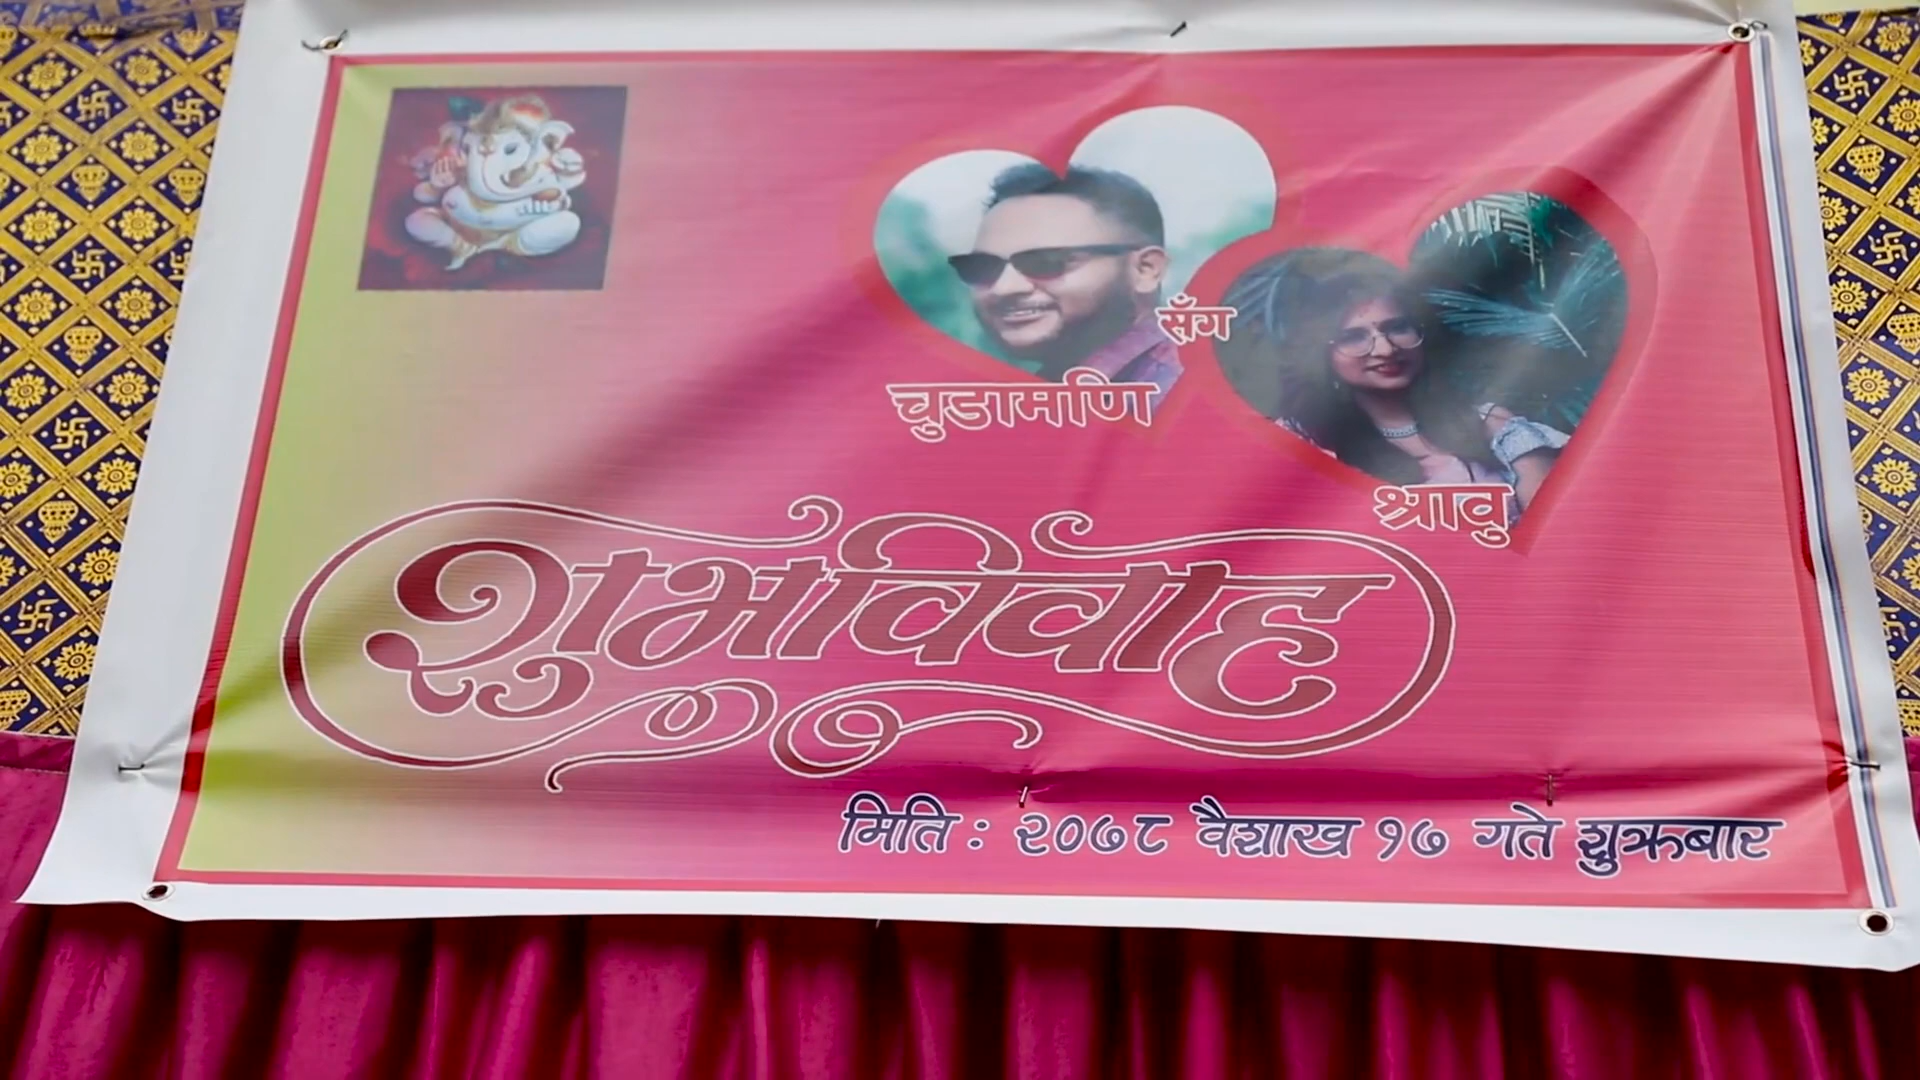 सँग
चुडामणि
श्रावु
शुभविवाह
मिति : २०७८ वैशाख १७ गते शुक्रबार